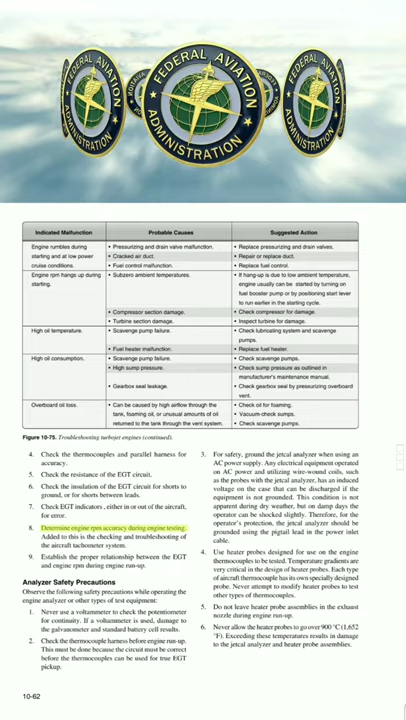 FEDERAL AVIATION
ADMINISTRATION
FEDERAL AVIATION
ADMINISTRATION
FEDERAL AVIATION
ADMINISTRATION
Indicated Malfunction Probable Causes Suggested Action
Engine rumbles during • Pressurizing and drain valve malfunction. • Replace pressurizing and drain valves.
starting and at low power • Cracked air duct. • Repair or replace duct.
cruise conditions. • Fuel control malfunction. • Replace fuel control.
Engine rpm hangs up during • Subzero ambient temperatures. • If hang-up is due to low ambient temperature,
starting. engine usually can be started by turning on
fuel booster pump or by positioning start lever
to run earlier in the starting cycle.
• Compressor section damage. • Check compressor for damage.
• Turbine section damage. • Inspect turbine for damage.
High oil temperature. • Scavenge pump failure. • Check lubricating system and scavenge
pumps.
• Fuel heater malfunction. • Replace fuel heater.
High oil consumption. • Scavenge pump failure. • Check scavenge pumps.
• High sump pressure. • Check sump pressure as outlined in
manufacturer's maintenance manual.
• Gearbox seal leakage. • Check gearbox seal by pressurizing overboard
vent.
Overboard oil loss. • Can be caused by high airflow through the • Check oil for foaming.
tank, foaming oil, or unusual amounts of oil • Vacuum-check sumps.
returned to the tank through the vent system. • Check scavenge pumps.
Figure 10-75. Troubleshooting turbojet engines (continued).
4. Check the thermocouples and parallel harness for
accuracy.
5. Check the resistance of the EGT circuit.
6. Check the insulation of the EGT circuit for shorts to
ground, or for shorts between leads.
7. Check EGT indicators , either in or out of the aircraft,
for error.
8. Determine engine rpm accuracy during engine testing.
Added to this is the checking and troubleshooting of
the aircraft tachometer system.
9. Establish the proper relationship between the EGT
and engine rpm during engine run-up.
Analyzer Safety Precautions
Observe the following safety precautions while operating the
engine analyzer or other types of test equipment:
1. Never use a voltammeter to check the potentiometer
for continuity. If a voltammeter is used, damage to
the galvanometer and standard battery cell results.
2. Check the thermocouple harness before engine run-up.
This must be done because the circuit must be correct
before the thermocouples can be used for true EGT
pickup.
3. For safety, ground the jetcal analyzer when using an
AC power supply. Any electrical equipment operated
on AC power and utilizing wire-wound coils, such
as the probes with the jetcal analyzer, has an induced
voltage on the case that can be discharged if the
equipment is not grounded. This condition is not
apparent during dry weather, but on damp days the
operator can be shocked slightly. Therefore, for the
operator's protection, the jetcal analyzer should be
grounded using the pigtail lead in the power inlet
cable.
4. Use heater probes designed for use on the engine
thermocouples to be tested. Temperature gradients are
very critical in the design of heater probes. Each type
of aircraft thermocouple has its own specially designed
probe. Never attempt to modify heater probes to test
other types of thermocouples.
5. Do not leave heater probe assemblies in the exhaust
nozzle during engine run-up.
6. Never allow the heater probes to go over 900 °C (1,652
°F). Exceeding these temperatures results in damage
to the jetcal analyzer and heater probe assemblies.
10-62